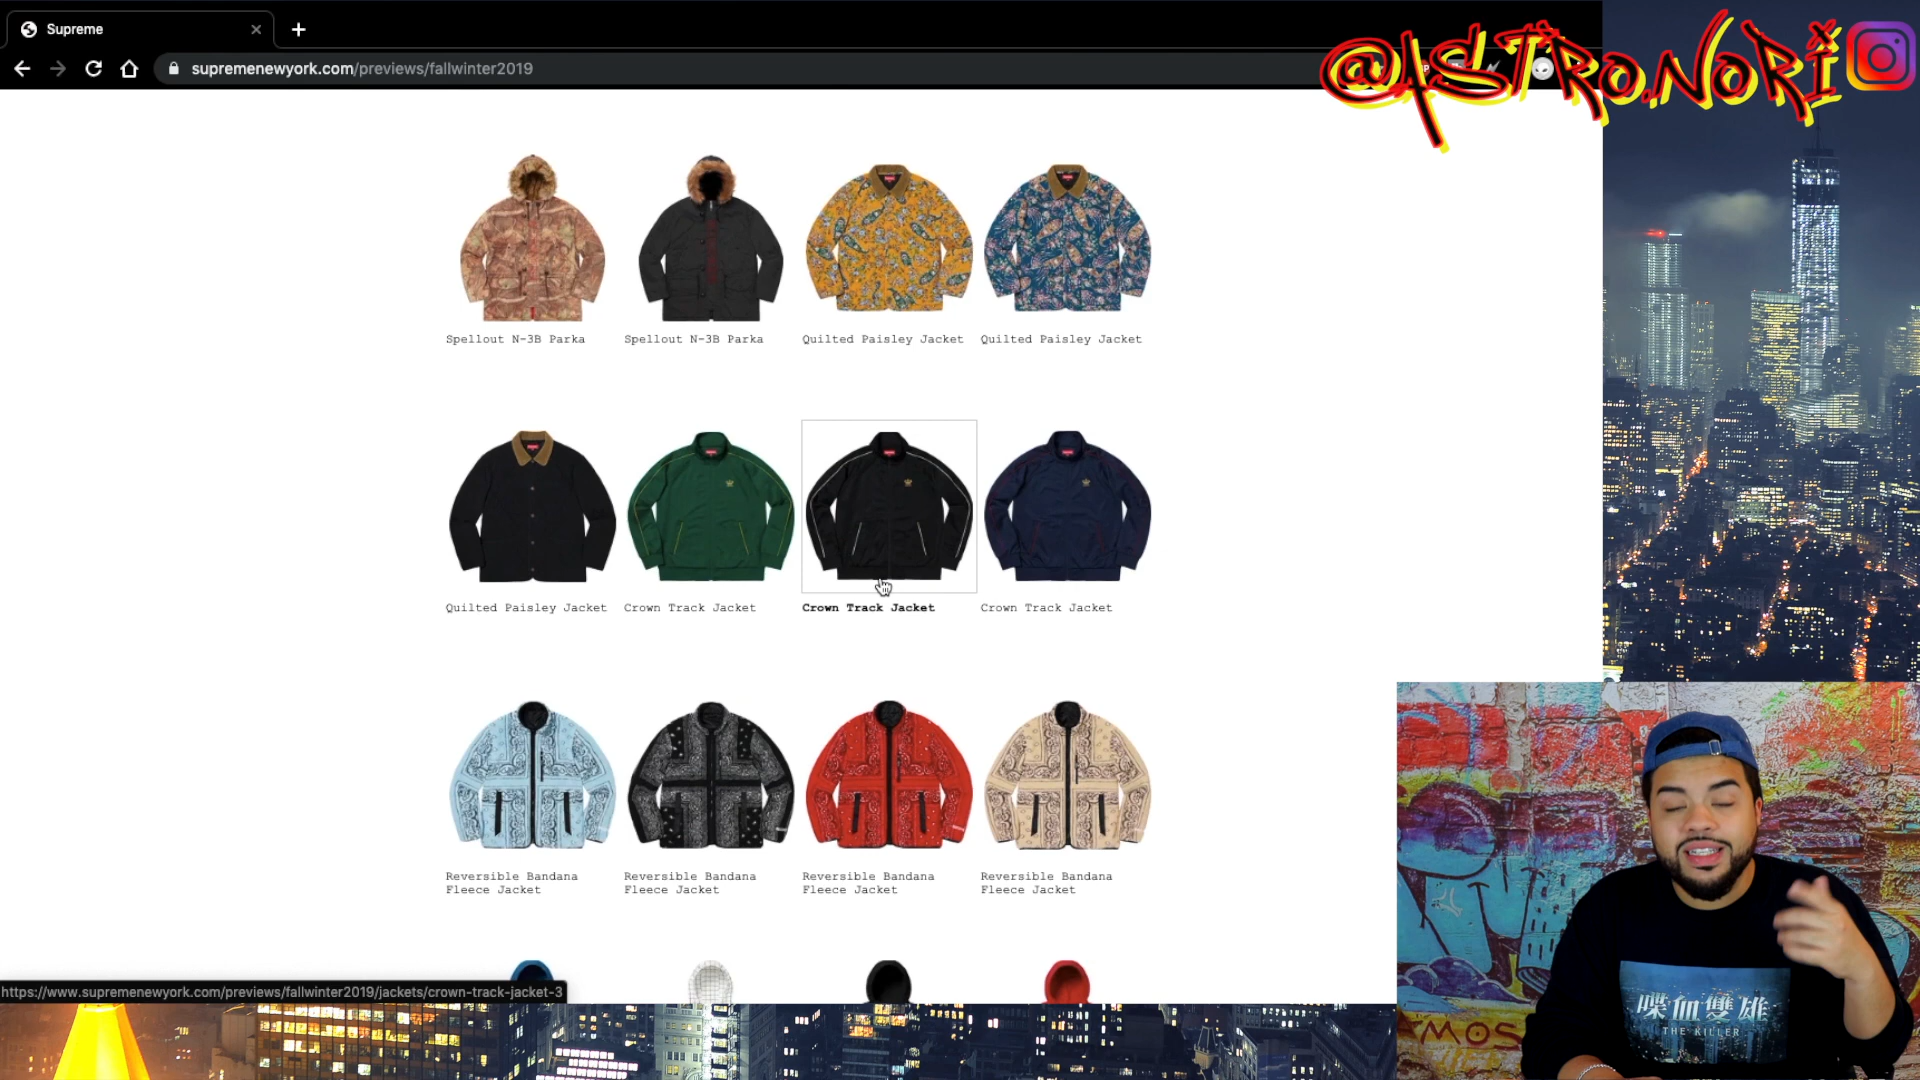 Supreme
@ASTRO.NORI
supremenewyork.com/previews/fallwinter2019
Spellout N-3B Parka
Spellout N-3B Parka
Quilted Paisley Jacket
Quilted Paisley Jacket
Quilted Paisley Jacket
Crown Track Jacket
Crown Track Jacket
Crown Track Jacket
Reversible Bandana
Fleece Jacket
Reversible Bandana
Fleece Jacket
Reversible Bandana
Fleece Jacket
Reversible Bandana
Fleece Jacket
https://www.supremenewyork.com/previews/fallwinter2019/jackets/crown-track-jacket-3
喋血雙雄
THE KILLER
AMOS